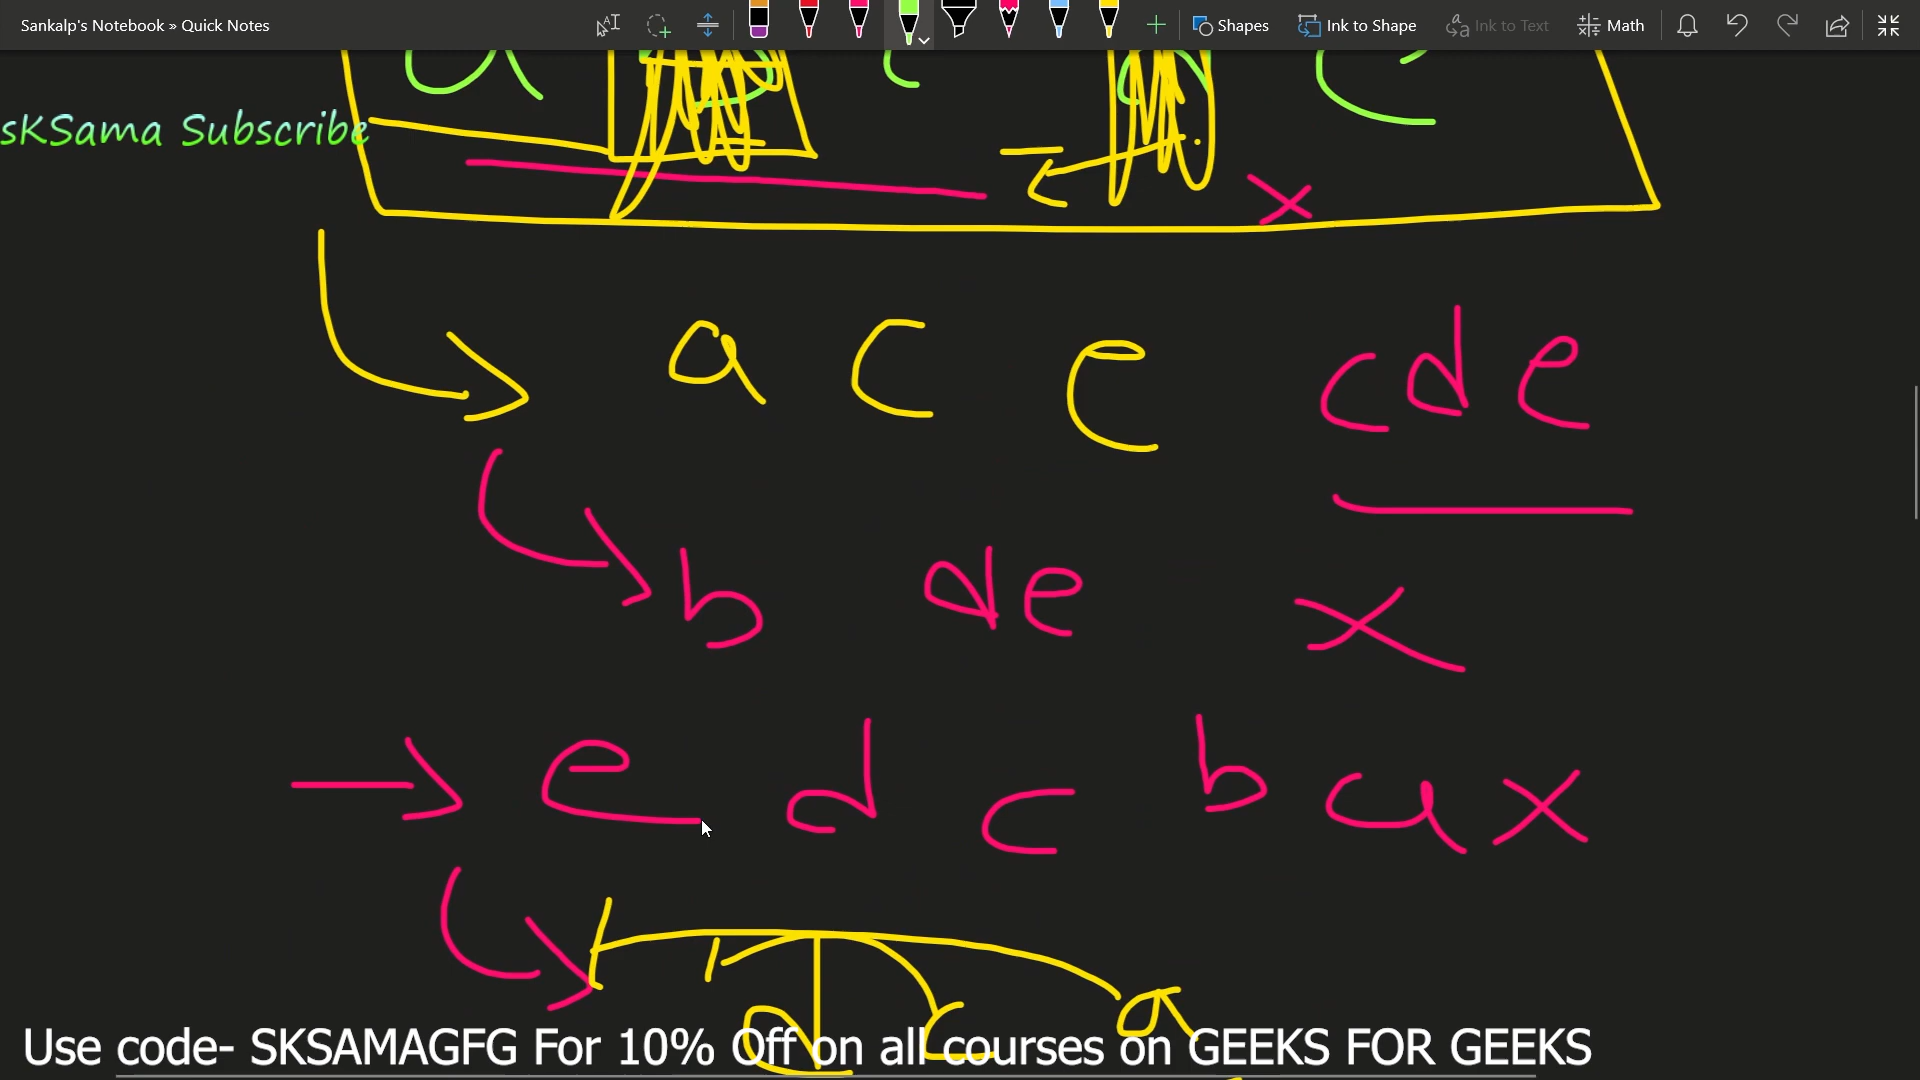 Sankalp's Notebook » Quick Notes Shapes Ink to Shape Ink to Text Math
a b c d e
sKSama Subscribe
x
a c e cde
b de x
e d c b a x
d c a
Use code- SKSAMAGFG For 10% Off on all courses on GEEKS FOR GEEKS